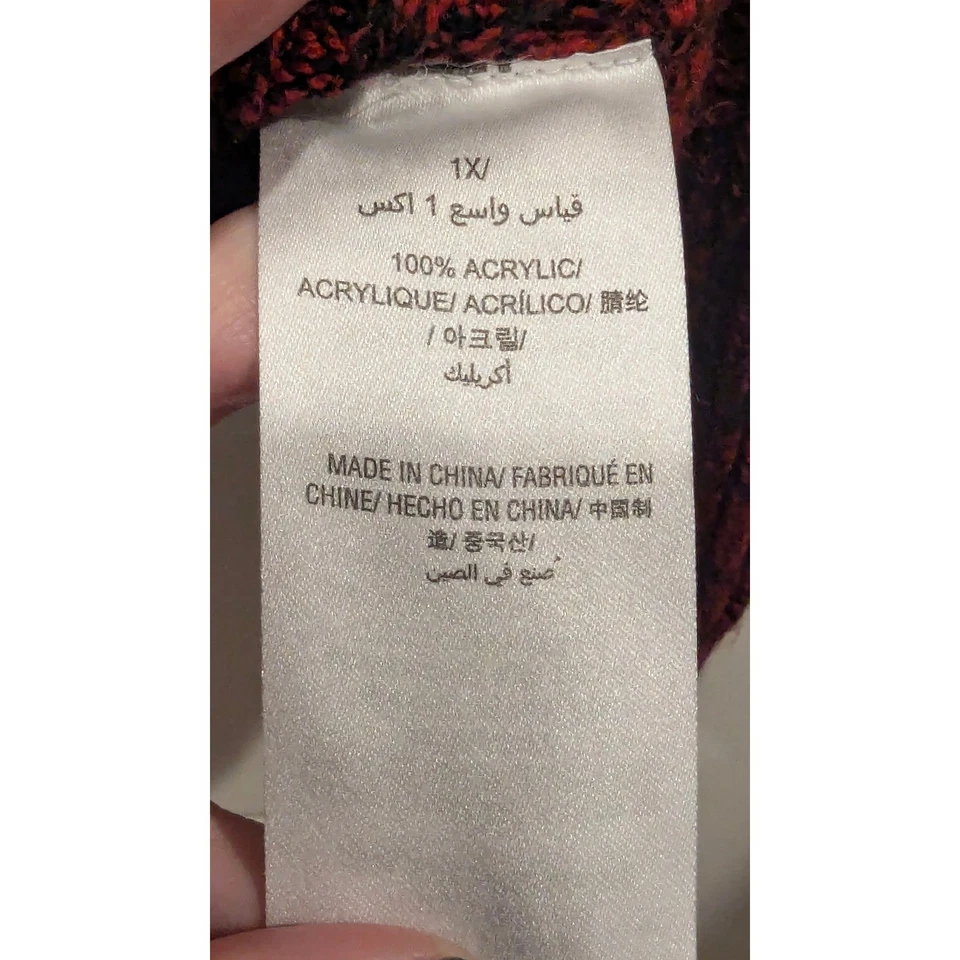 1X/
قياس واسع 1 اكس
100% ACRYLIC/
ACRYLIQUE/ ACRÍLICO/ 腈纶
/ 아크릴/
أكريليك
MADE IN CHINA/ FABRIQUÉ EN
CHINE/ HECHO EN CHINA/ 中国制
造/ 중국산/
صُنع في الصين